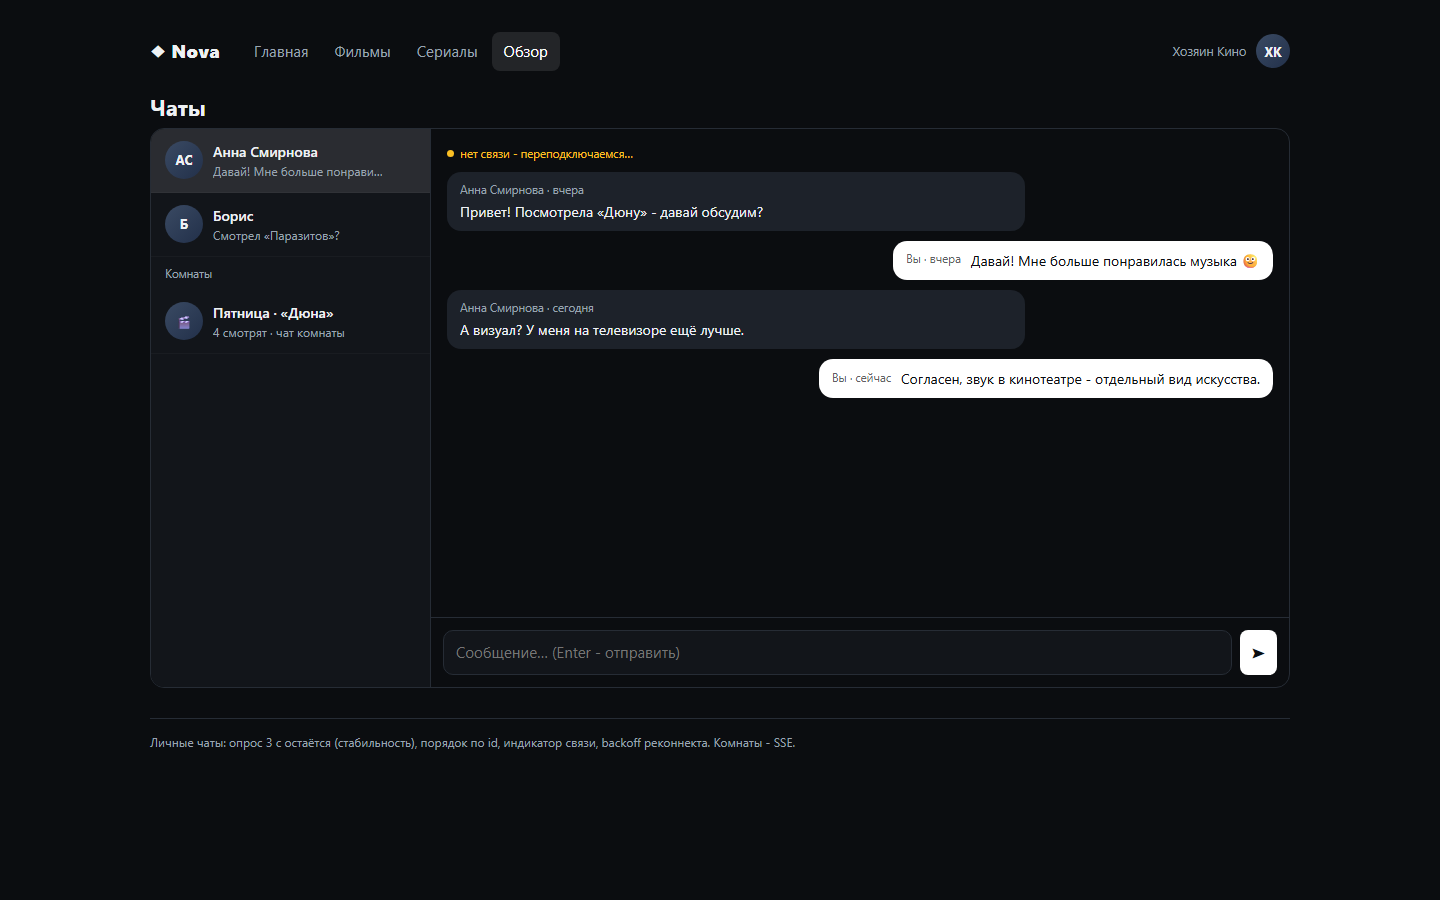 ◆ Nova Главная Фильмы Сериалы Обзор Хозяин Кино ХК
Чаты
АС Анна Смирнова
Давай! Мне больше понрави...
Б Борис
Смотрел «Паразитов»?
Комнаты
Пятница · «Дюна»
4 смотрят · чат комнаты
нет связи - переподключаемся...
Анна Смирнова · вчера
Привет! Посмотрела «Дюну» - давай обсудим?
Вы · вчера Давай! Мне больше понравилась музыка
Анна Смирнова · сегодня
А визуал? У меня на телевизоре ещё лучше.
Вы · сейчас Согласен, звук в кинотеатре - отдельный вид искусства.
Сообщение... (Enter - отправить) ➤
Личные чаты: опрос 3 с остаётся (стабильность), порядок по id, индикатор связи, backoff реконнекта. Комнаты - SSE.